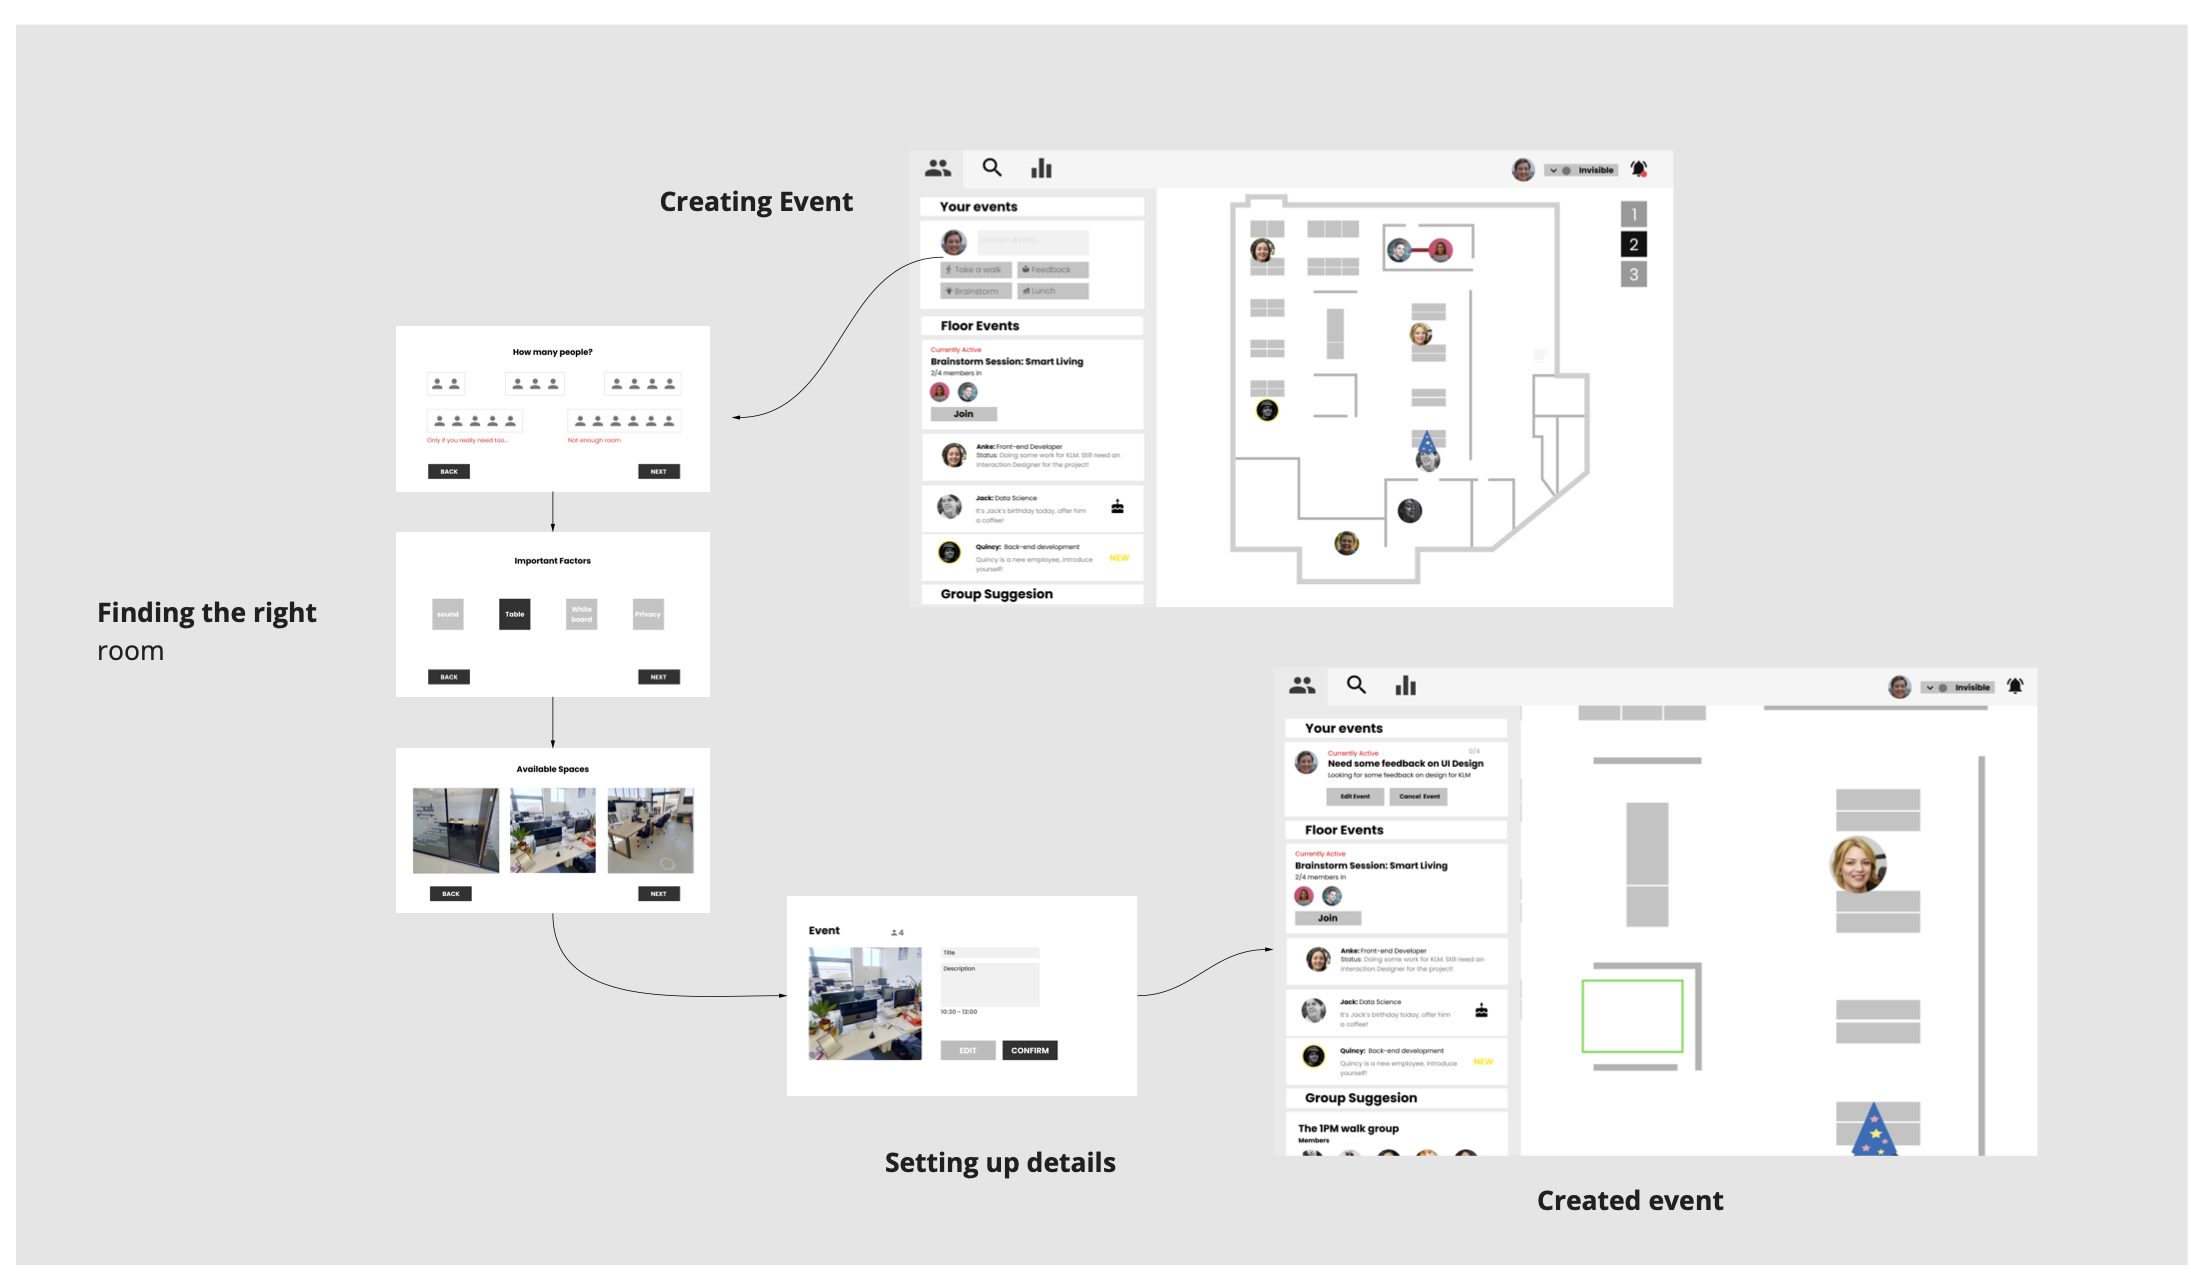 Creating Event
Invisible
Your events
Take a walk
Feedback
Brainstorm
Lunch
Floor Events
Currently Active
Brainstorm Session: Smart Living
2/4 members in
Join
Anke: Front-end Developer
Status: Doing some work for KLM. Still need an
Interaction Designer for the project!
Jack: Data Science
It's Jack's birthday today, offer him
a coffee!
Quincy: Back-end development
Quincy is a new employee, introduce
yourself!
NEW
Group Suggesion
1
2
3
Finding the right
room
How many people?
Only if you really need too...
Not enough room
BACK
NEXT
Important Factors
sound
Table
White
board
Privacy
BACK
NEXT
Available Spaces
BACK
NEXT
Event
4
Title
Description
10:30 - 12:00
EDIT
CONFIRM
Setting up details
Invisible
Your events
Currently Active
0/4
Need some feedback on UI Design
Looking for some feedback on design for KLM
Edit Event
Cancel Event
Floor Events
Currently Active
Brainstorm Session: Smart Living
2/4 members in
Join
Anke: Front-end Developer
Status: Doing some work for KLM. Still need an
Interaction Designer for the project!
Jack: Data Science
It's Jack's birthday today, offer him
a coffee!
Quincy: Back-end development
Quincy is a new employee, introduce
yourself!
NEW
Group Suggesion
The 1PM walk group
Members
Created event